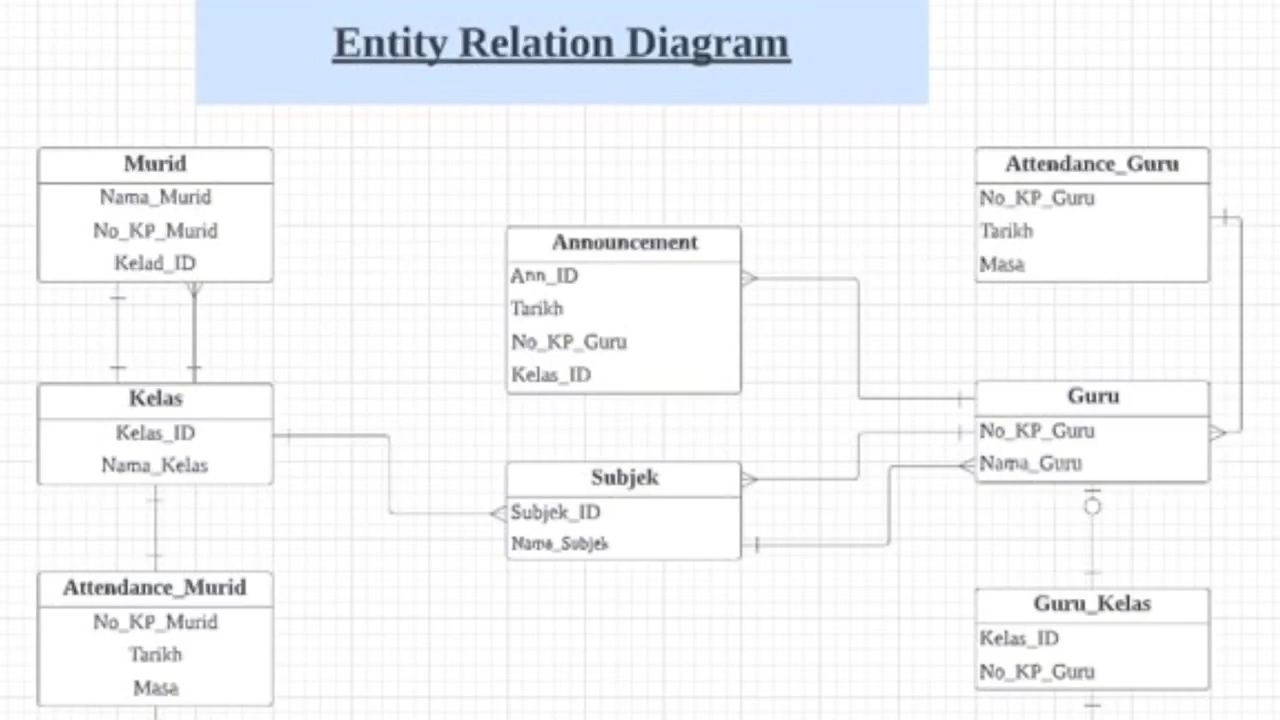 Entity Relation Diagram
Murid
Nama_Murid
No_KP_Murid
Kelad_ID
Kelas
Kelas_ID
Nama_Kelas
Attendance_Murid
No_KP_Murid
Tarikh
Masa
Announcement
Ann_ID
Tarikh
No_KP_Guru
Kelas_ID
Subjek
Subjek_ID
Nama_Subjek
Attendance_Guru
No_KP_Guru
Tarikh
Masa
Guru
No_KP_Guru
Nama_Guru
Guru_Kelas
Kelas_ID
No_KP_Guru